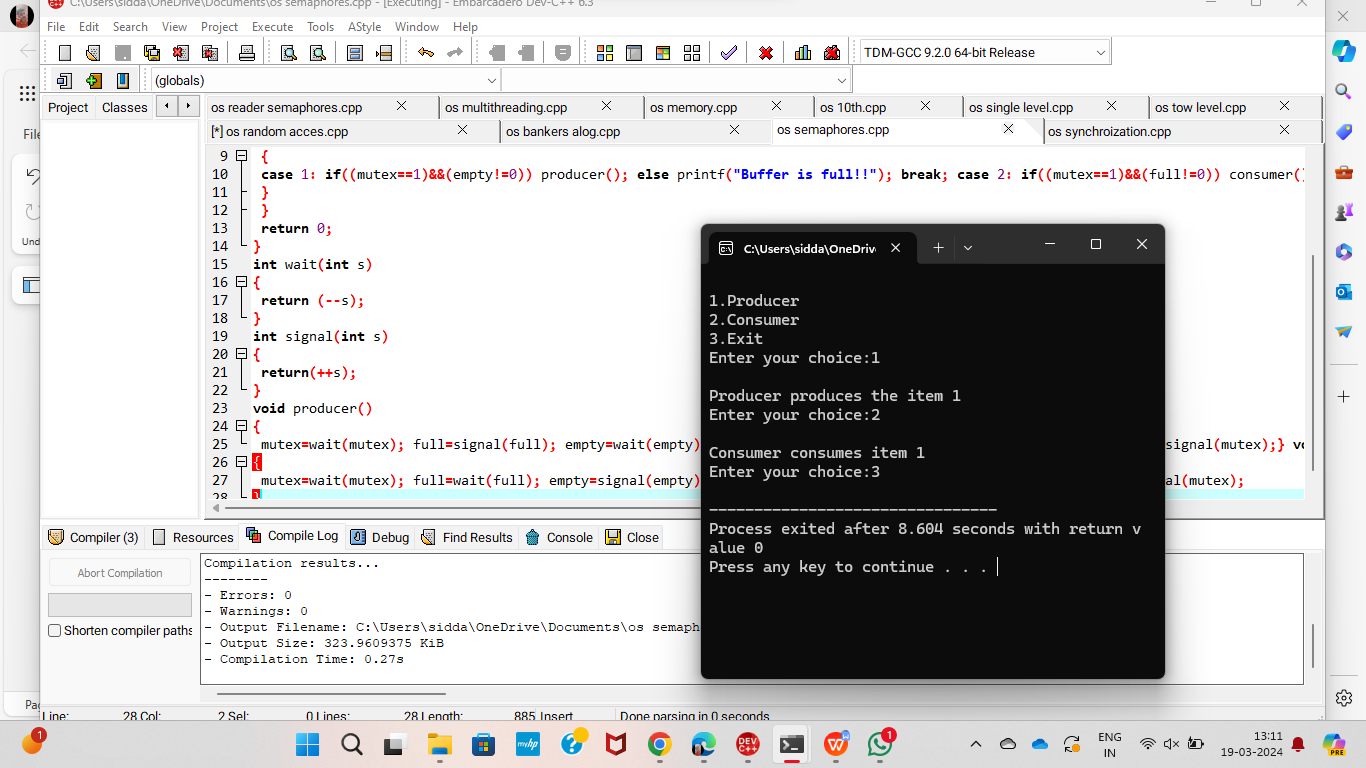 C:\Users\sidda\OneDrive\Documents\os semaphores.cpp - [Executing] - Embarcadero Dev-C++ 6.3
File Edit Search View Project Execute Tools AStyle Window Help
TDM-GCC 9.2.0 64-bit Release
(globals)
Project Classes
os reader semaphores.cpp os multithreading.cpp os memory.cpp os 10th.cpp os single level.cpp os tow level.cpp
[*] os random acces.cpp os bankers alog.cpp os semaphores.cpp os synchroization.cpp
File
Und
9 {
10 case 1: if((mutex==1)&&(empty!=0)) producer(); else printf("Buffer is full!!"); break; case 2: if((mutex==1)&&(full!=0)) consumer()
11 }
12 }
13 return 0;
14 }
15 int wait(int s)
16 {
17 return (--s);
18 }
19 int signal(int s)
20 {
21 return(++s);
22 }
23 void producer()
24 {
25 mutex=wait(mutex); full=signal(full); empty=wait(empty) signal(mutex);} vo
26 {
27 mutex=wait(mutex); full=wait(full); empty=signal(empty) al(mutex);
28 }
C:\Users\sidda\OneDriv
1.Producer
2.Consumer
3.Exit
Enter your choice:1
Producer produces the item 1
Enter your choice:2
Consumer consumes item 1
Enter your choice:3
--------------------------------
Process exited after 8.604 seconds with return v
alue 0
Press any key to continue . . .
Compiler (3) Resources Compile Log Debug Find Results Console Close
Abort Compilation
Shorten compiler paths
Compilation results...
--------
- Errors: 0
- Warnings: 0
- Output Filename: C:\Users\sidda\OneDrive\Documents\os semaph
- Output Size: 323.9609375 KiB
- Compilation Time: 0.27s
Pag
Line: 28 Col: 2 Sel: 0 Lines: 28 Length: 885 Insert Done parsing in 0 seconds
1
myhp
DEV C++
1
ENG
IN
13:11
19-03-2024
PRE